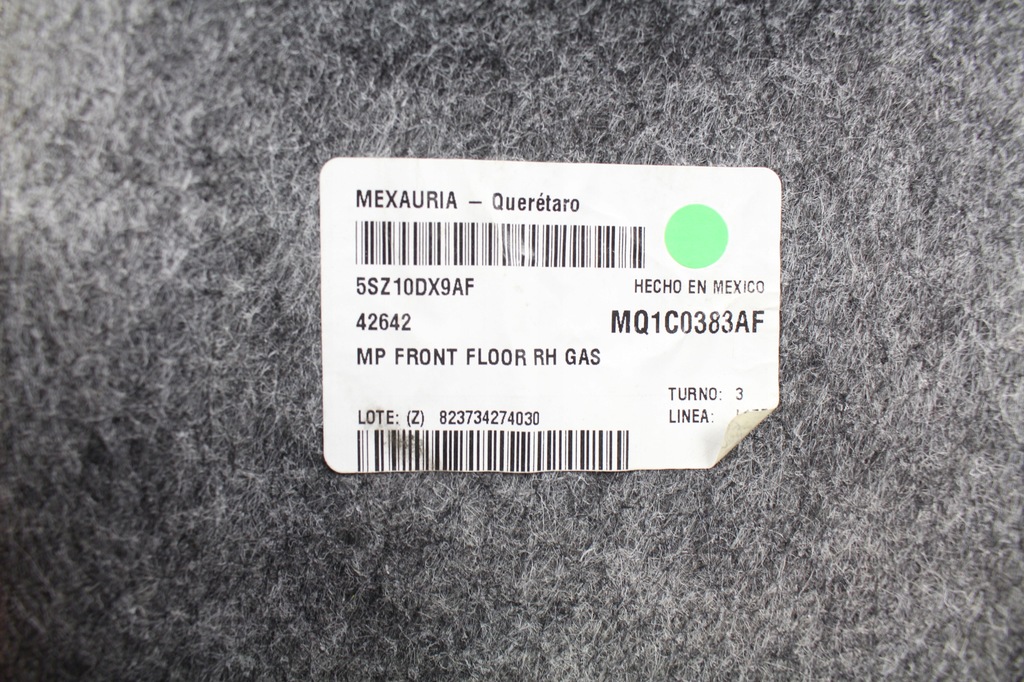 MEXAURIA – Querétaro
5SZ10DX9AF
HECHO EN MEXICO
42642
MQ1C0383AF
MP FRONT FLOOR RH GAS
TURNO: 3
LOTE: (Z) 823734274030
LINEA: